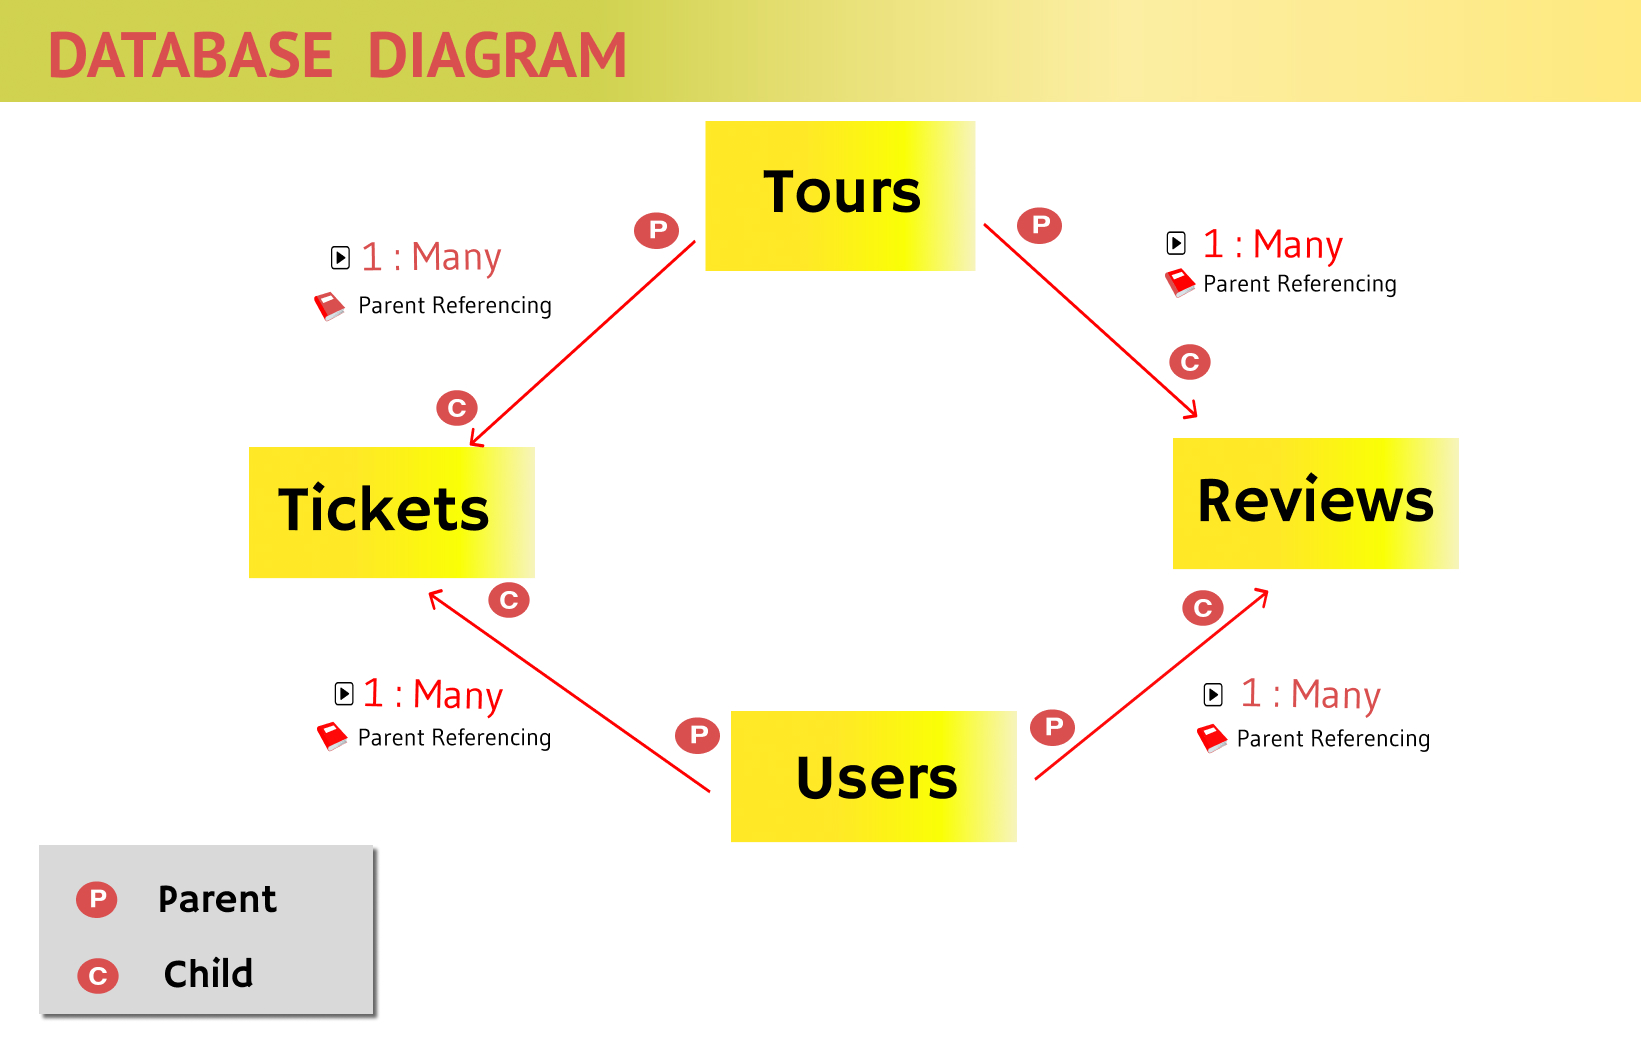 DATABASE DIAGRAM
Tours
P
P
1 : Many
Parent Referencing
1 : Many
Parent Referencing
C
C
Tickets
Reviews
C
C
1 : Many
Parent Referencing
1 : Many
Parent Referencing
P
P
Users
P Parent
C Child